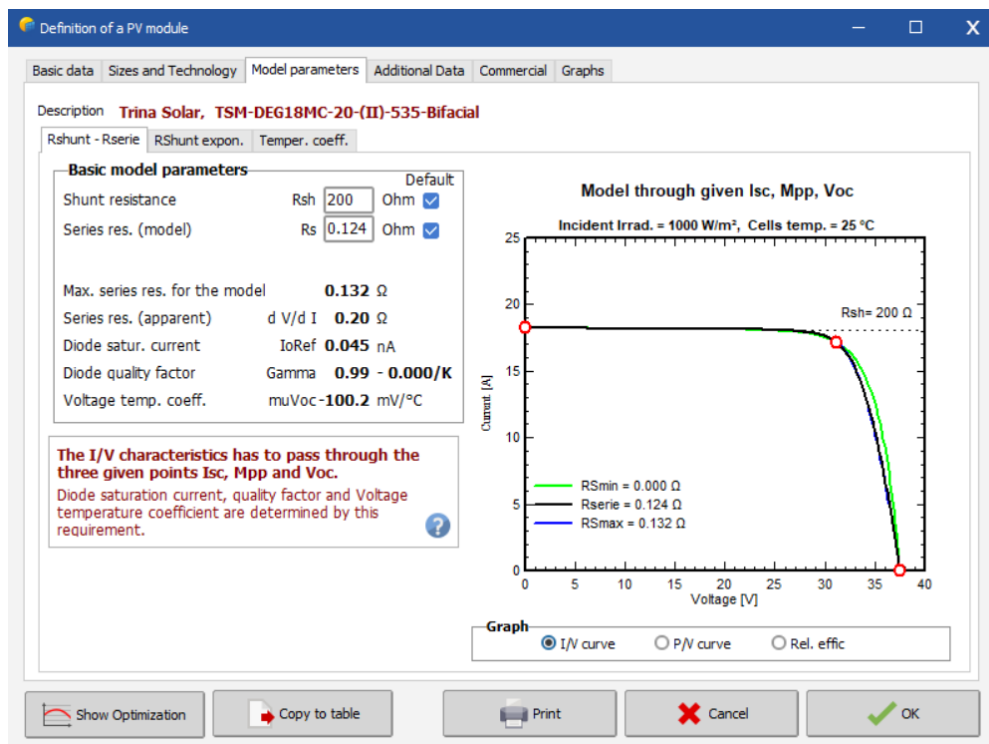 Definition of a PV module
Basic data Sizes and Technology Model parameters Additional Data Commercial Graphs
Description Trina Solar, TSM-DEG18MC-20-(II)-535-Bifacial
Rshunt - Rserie RShunt expon. Temper. coeff.
Basic model parameters
Default
Shunt resistance Rsh 200 Ohm
Series res. (model) Rs 0.124 Ohm
Max. series res. for the model 0.132 Ω
Series res. (apparent) d V/d I 0.20 Ω
Diode satur. current IoRef 0.045 nA
Diode quality factor Gamma 0.99 - 0.000/K
Voltage temp. coeff. muVoc -100.2 mV/°C
The I/V characteristics has to pass through the
three given points Isc, Mpp and Voc.
Diode saturation current, quality factor and Voltage
temperature coefficient are determined by this
requirement.
?
Model through given Isc, Mpp, Voc
Incident Irrad. = 1000 W/m², Cells temp. = 25 °C
25
20
Rsh= 200 Ω
15
Current [A]
10
RSmin = 0.000 Ω
5
Rserie = 0.124 Ω
RSmax = 0.132 Ω
0
0 5 10 15 20 25 30 35 40
Voltage [V]
Graph
I/V curve P/V curve Rel. effic
Show Optimization Copy to table Print Cancel OK